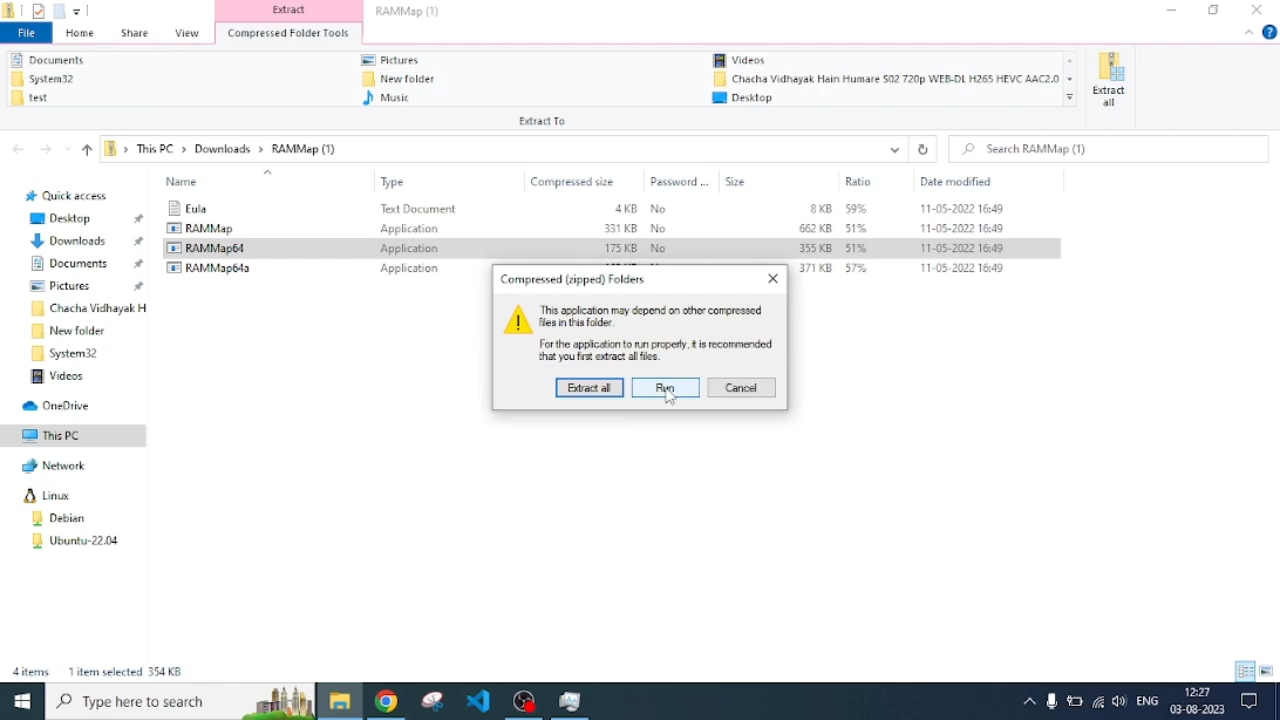 Extract
RAMMap (1)
File
Home
Share
View
Compressed Folder Tools
Documents
Pictures
Videos
System32
New folder
Chacha Vidhayak Hain Humare S02 720p WEB-DL H265 HEVC AAC2.0
test
Music
Desktop
Extract all
Extract To
This PC
Downloads
RAMMap (1)
Search RAMMap (1)
Name
Type
Compressed size
Password ...
Size
Ratio
Date modified
Eula
Text Document
4 KB
No
8 KB
59%
11-05-2022 16:49
RAMMap
Application
331 KB
No
662 KB
51%
11-05-2022 16:49
RAMMap64
Application
175 KB
No
355 KB
51%
11-05-2022 16:49
RAMMap64a
Application
371 KB
57%
11-05-2022 16:49
Quick access
Desktop
Downloads
Documents
Pictures
Chacha Vidhayak H
New folder
System32
Videos
OneDrive
This PC
Network
Linux
Debian
Ubuntu-22.04
Compressed (zipped) Folders
This application may depend on other compressed
files in this folder.
For the application to run properly, it is recommended
that you first extract all files.
Extract all
Run
Cancel
4 items
1 item selected 354 KB
Type here to search
ENG
12:27
03-08-2023